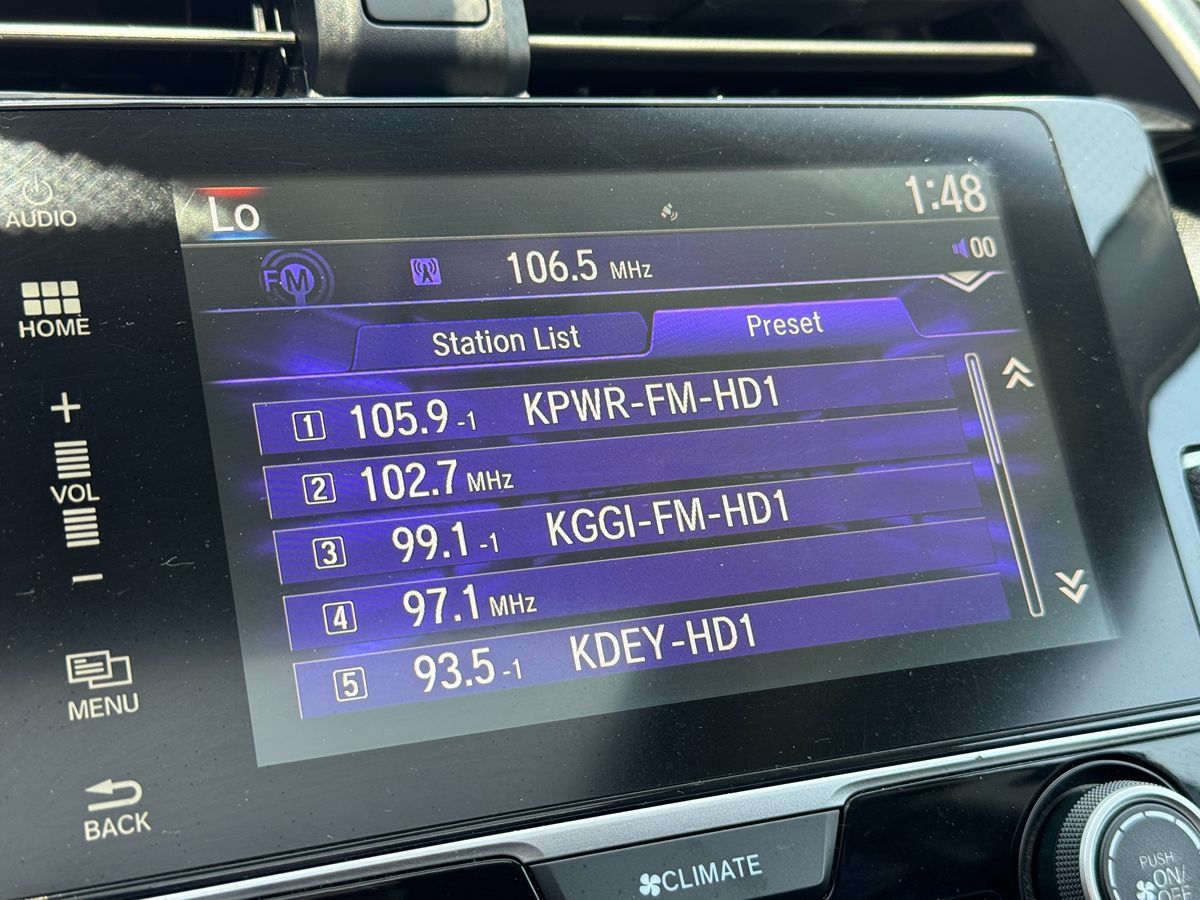 AUDIO
Lo
1:48
FM
106.5 MHz
00
HOME
Station List
Preset
1 105.9 -1 KPWR-FM-HD1
2 102.7 MHz
3 99.1 -1 KGGI-FM-HD1
4 97.1 MHz
5 93.5 -1 KDEY-HD1
+
VOL
−
MENU
BACK
CLIMATE
PUSH
ON/
OFF